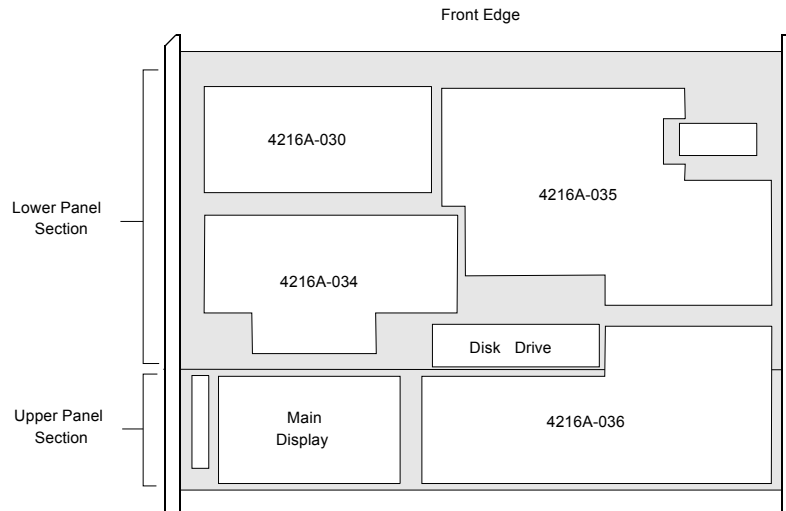 Front Edge
4216A-030
4216A-035
Lower Panel
Section
4216A-034
Disk Drive
Upper Panel
Section
Main
Display
4216A-036